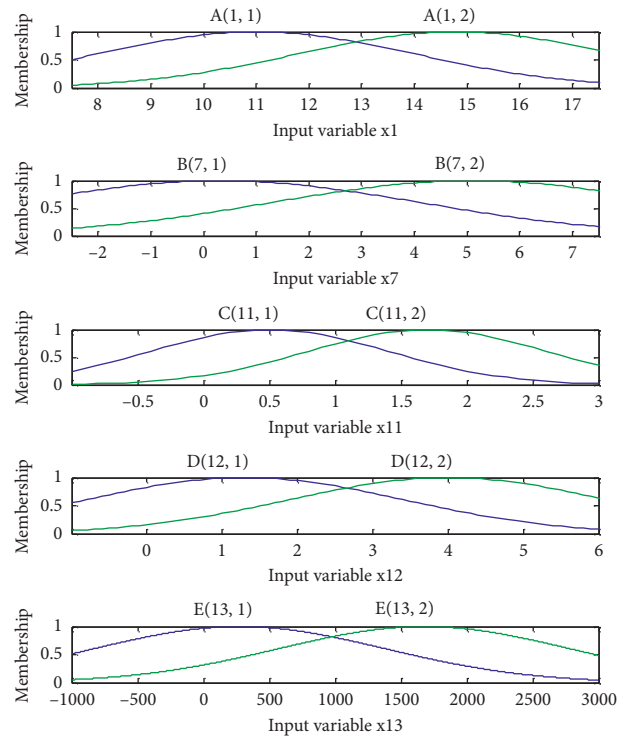 A(1, 1) A(1, 2)
Membership
1
0.5
0
8 9 10 11 12 13 14 15 16 17
Input variable x1
B(7, 1) B(7, 2)
Membership
1
0.5
0
–2 –1 0 1 2 3 4 5 6 7
Input variable x7
C(11, 1) C(11, 2)
Membership
1
0.5
0
–0.5 0 0.5 1 1.5 2 2.5 3
Input variable x11
D(12, 1) D(12, 2)
Membership
1
0.5
0
0 1 2 3 4 5 6
Input variable x12
E(13, 1) E(13, 2)
Membership
1
0.5
0
–1000 –500 0 500 1000 1500 2000 2500 3000
Input variable x13